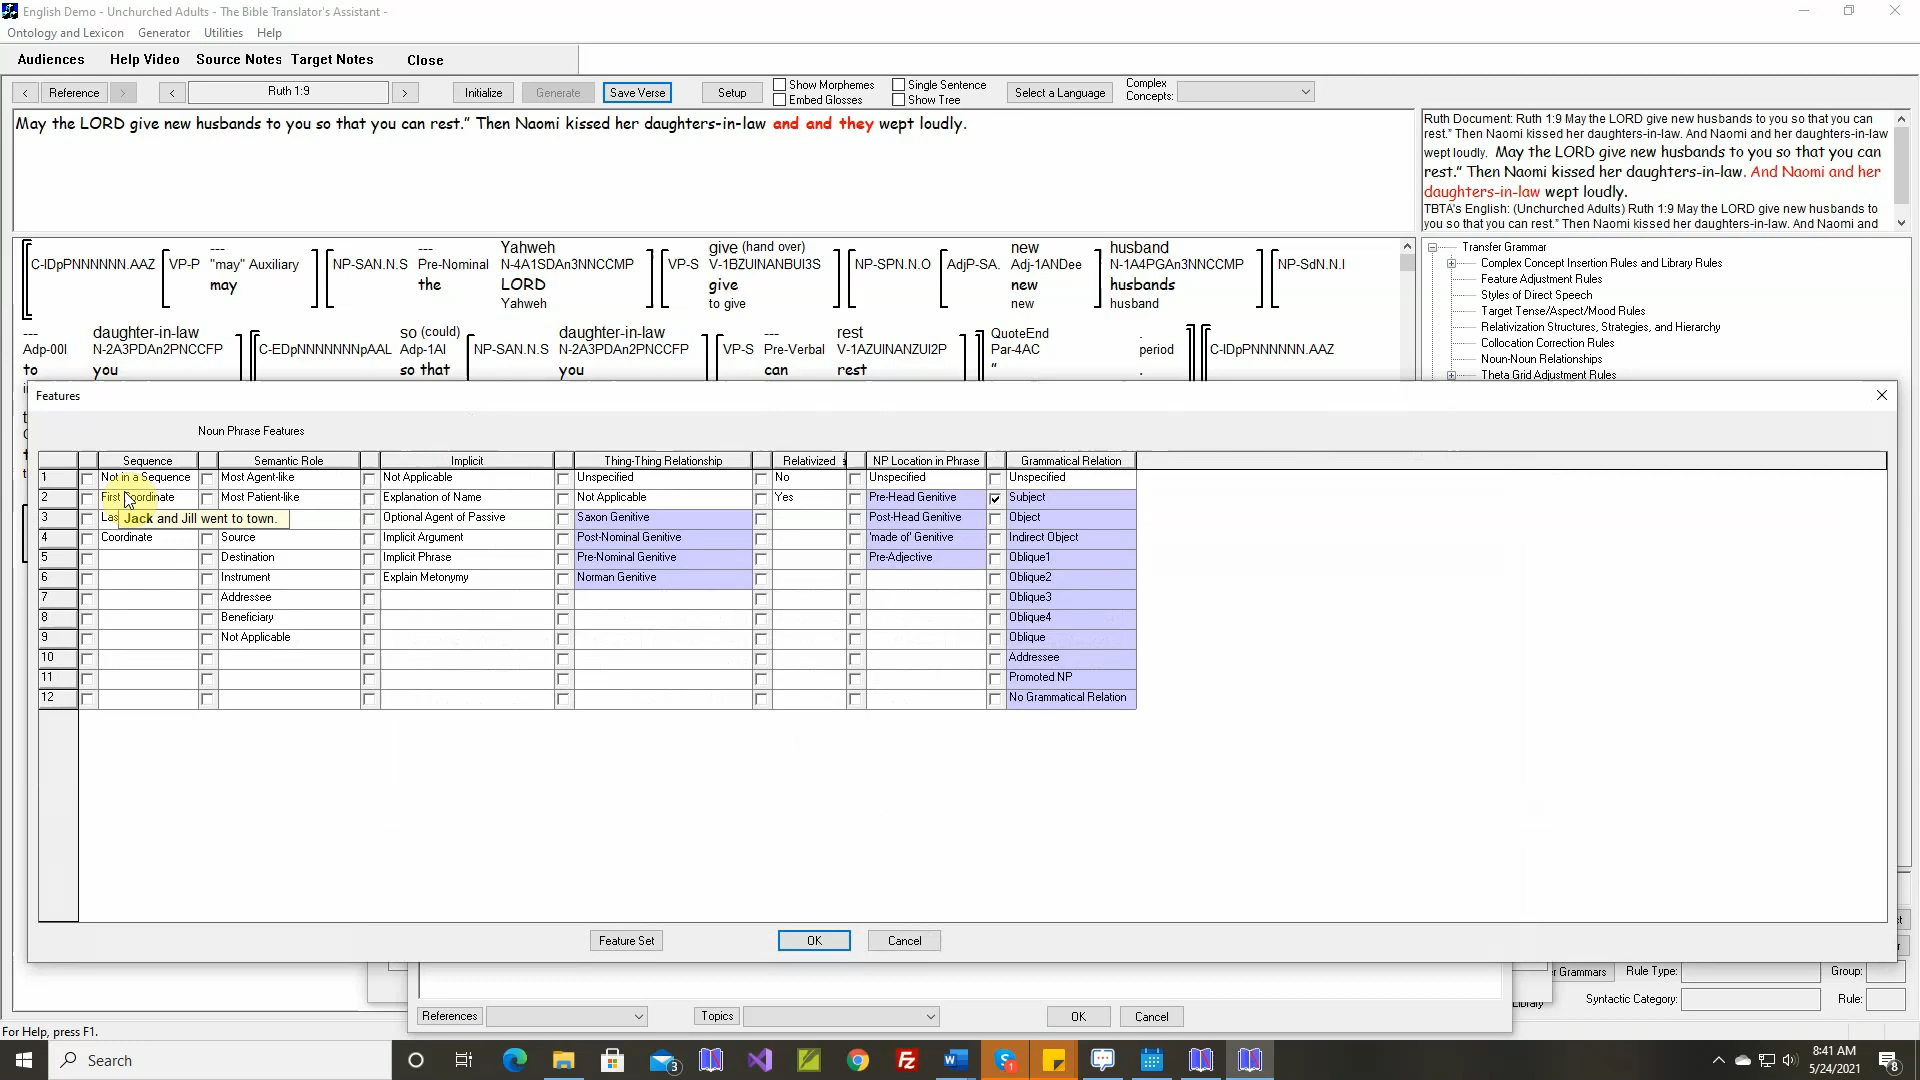 English Demo - Unchurched Adults - The Bible Translator's Assistant -
Ontology and Lexicon Generator Utilities Help
Audiences Help Video Source Notes Target Notes Close
< Reference > < Ruth 1:9 > Initialize Generate Save Verse Setup Show Morphemes Single Sentence Select a Language Complex
Embed Glosses Show Tree Concepts:
May the LORD give new husbands to you so that you can rest.” Then Naomi kissed her daughters-in-law and and they wept loudly.
Ruth Document: Ruth 1:9 May the LORD give new husbands to you so that you can
rest.” Then Naomi kissed her daughters-in-law. And Naomi and her daughters-in-law
wept loudly. May the LORD give new husbands to you so that you can
rest.” Then Naomi kissed her daughters-in-law. And Naomi and her
daughters-in-law wept loudly.
TBTA's English: (Unchurched Adults) Ruth 1:9 May the LORD give new husbands to
you so that you can rest.” Then Naomi kissed her daughters-in-law. And Naomi and
--- --- Yahweh give (hand over) new husband
C-IDpPNNNNNN.AAZ VP-P "may" Auxiliary NP-SAN.N.S Pre-Nominal N-4A1SDAn3NNCCMP VP-S V-1BZUINANBUI3S NP-SPN.N.O AdjP-SA. Adj-1ANDee N-1A4PGAn3NNCCMP NP-SdN.N.I
may the LORD give new husbands
Yahweh to give new husband
--- daughter-in-law so (could) daughter-in-law --- rest QuoteEnd .
Adp-00I N-2A3PDAn2PNCCFP C-EDpNNNNNNpAAL Adp-1AI NP-SAN.N.S N-2A3PDAn2PNCCFP VP-S Pre-Verbal V-1AZUINANZUI2P Par-4AC period C-IDpPNNNNNN.AAZ
to you so that you can rest ” .
Transfer Grammar
Complex Concept Insertion Rules and Library Rules
Feature Adjustment Rules
Styles of Direct Speech
Target Tense/Aspect/Mood Rules
Relativization Structures, Strategies, and Hierarchy
Collocation Correction Rules
Noun-Noun Relationships
Theta Grid Adjustment Rules
Features
Noun Phrase Features
Sequence Semantic Role Implicit Thing-Thing Relationship Relativized NP Location in Phrase Grammatical Relation
1 Not in a Sequence Most Agent-like Not Applicable Unspecified No Unspecified Unspecified
2 First Coordinate Most Patient-like Explanation of Name Not Applicable Yes Pre-Head Genitive Subject
3 Las Jack and Jill went to town. Optional Agent of Passive Saxon Genitive Post-Head Genitive Object
4 Coordinate Source Implicit Argument Post-Nominal Genitive 'made of' Genitive Indirect Object
5 Destination Implicit Phrase Pre-Nominal Genitive Pre-Adjective Oblique1
6 Instrument Explain Metonymy Norman Genitive Oblique2
7 Addressee Oblique3
8 Beneficiary Oblique4
9 Not Applicable Oblique
10 Addressee
11 Promoted NP
12 No Grammatical Relation
Feature Set OK Cancel
r Grammars Rule Type: Group:
Syntactic Category: Rule:
References Topics OK Cancel
For Help, press F1.
Search
3
1
8:41 AM
5/24/2021
8